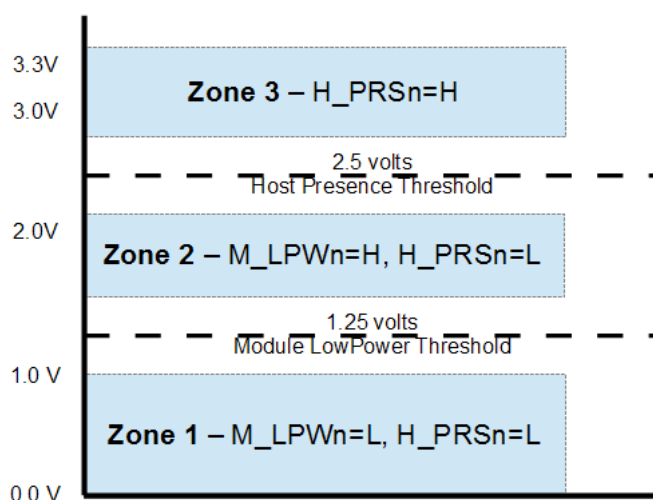 3.3V
Zone 3 – H_PRSn=H
3.0V
2.5 volts
Host Presence Threshold
2.0V
Zone 2 – M_LPWn=H, H_PRSn=L
1.25 volts
Module LowPower Threshold
1.0 V
Zone 1 – M_LPWn=L, H_PRSn=L
0.0 V